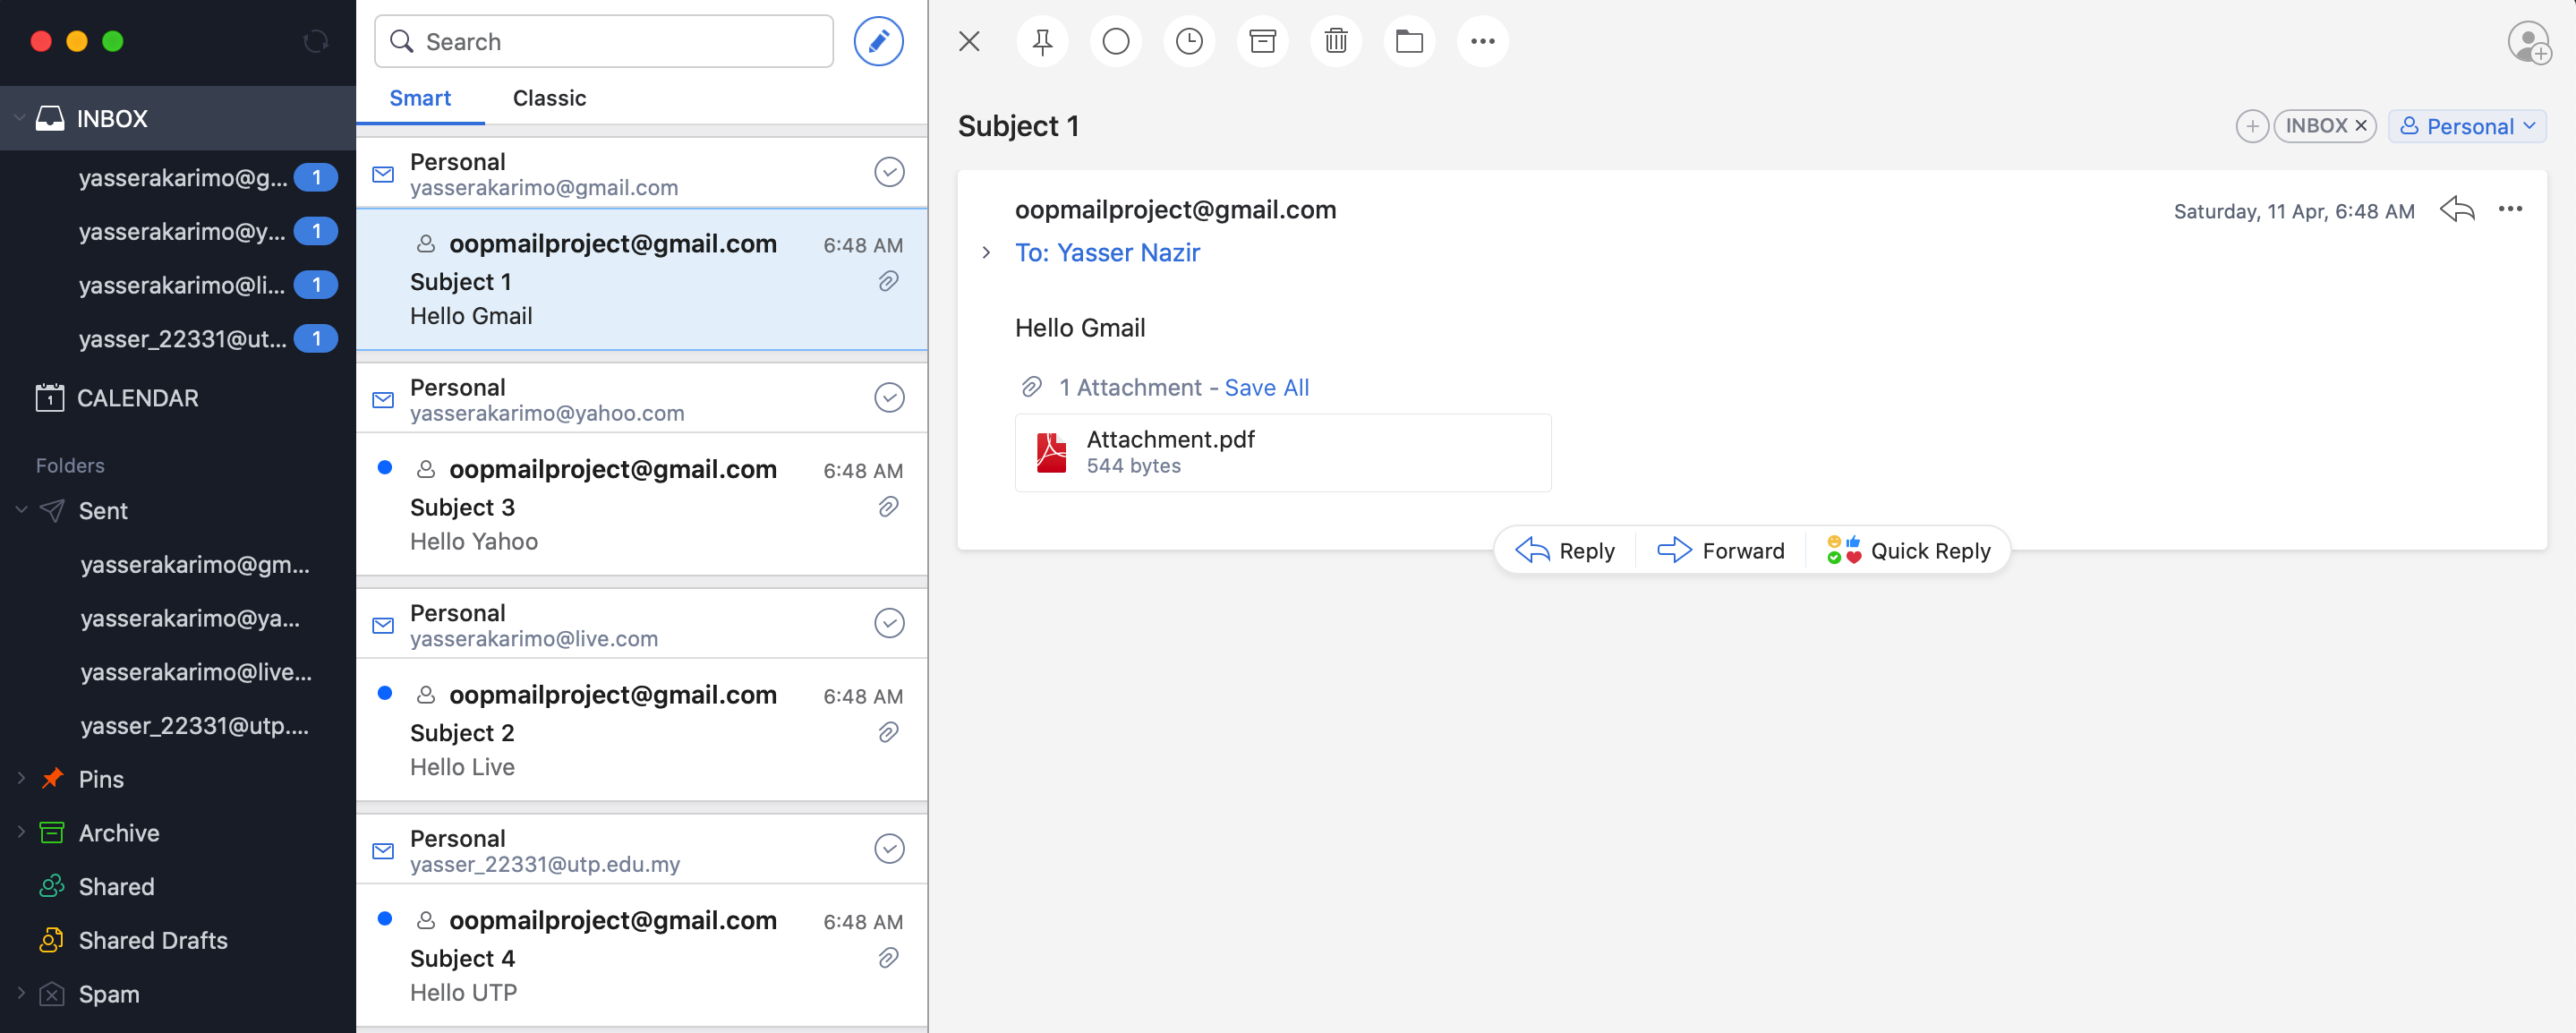 INBOX
yasserakarimo@g... 1
yasserakarimo@y... 1
yasserakarimo@li... 1
yasser_22331@ut... 1
1 CALENDAR
Folders
Sent
yasserakarimo@gm...
yasserakarimo@ya...
yasserakarimo@live...
yasser_22331@utp....
Pins
Archive
Shared
Shared Drafts
Spam
Search
Smart Classic
Personal
yasserakarimo@gmail.com
oopmailproject@gmail.com 6:48 AM
Subject 1
Hello Gmail
Personal
yasserakarimo@yahoo.com
oopmailproject@gmail.com 6:48 AM
Subject 3
Hello Yahoo
Personal
yasserakarimo@live.com
oopmailproject@gmail.com 6:48 AM
Subject 2
Hello Live
Personal
yasser_22331@utp.edu.my
oopmailproject@gmail.com 6:48 AM
Subject 4
Hello UTP
Subject 1 INBOX Personal
oopmailproject@gmail.com Saturday, 11 Apr, 6:48 AM
To: Yasser Nazir
Hello Gmail
1 Attachment - Save All
Attachment.pdf
544 bytes
Reply Forward Quick Reply